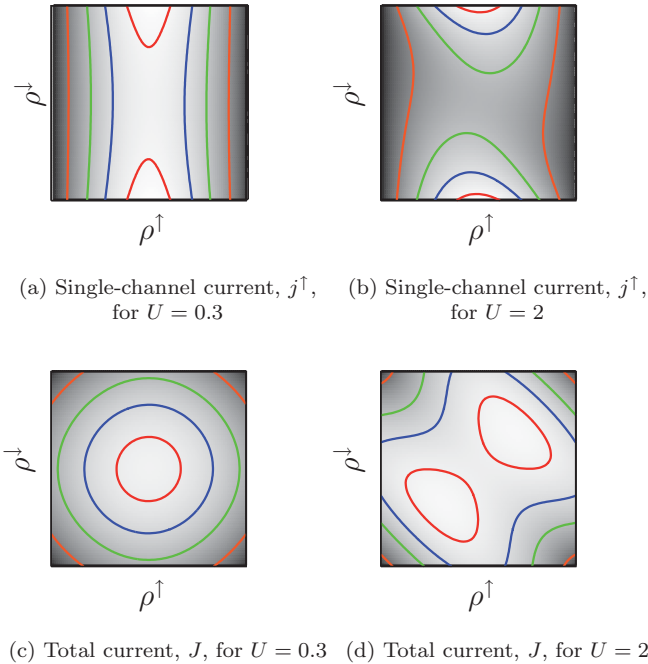 ρ↓
ρ↑
ρ↓
ρ↑
(a) Single-channel current, j↑,
for U = 0.3
(b) Single-channel current, j↑,
for U = 2
ρ↓
ρ↑
ρ↓
ρ↑
(c) Total current, J, for U = 0.3
(d) Total current, J, for U = 2